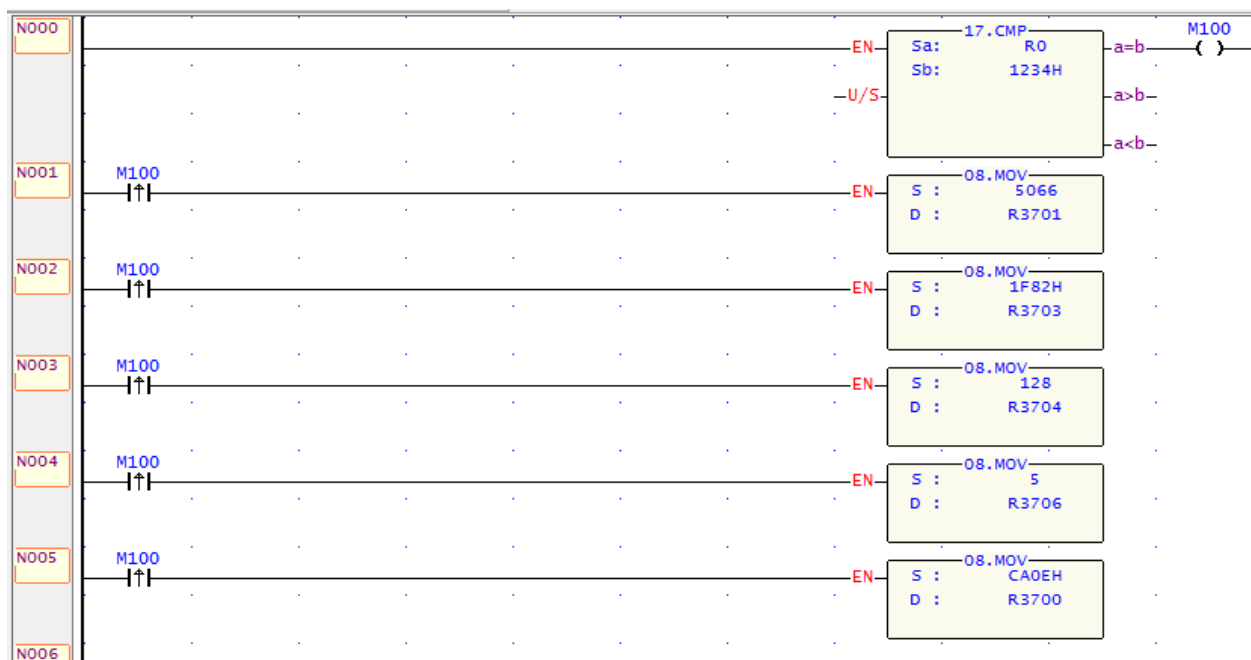 N000
17.CMP
M100
EN
Sa: R0
a=b
( )
Sb: 1234H
U/S
a>b
a<b
N001
M100
08.MOV
EN
S : 5066
D : R3701
N002
M100
08.MOV
EN
S : 1F82H
D : R3703
N003
M100
08.MOV
EN
S : 128
D : R3704
N004
M100
08.MOV
EN
S : 5
D : R3706
N005
M100
08.MOV
EN
S : CA0EH
D : R3700
N006